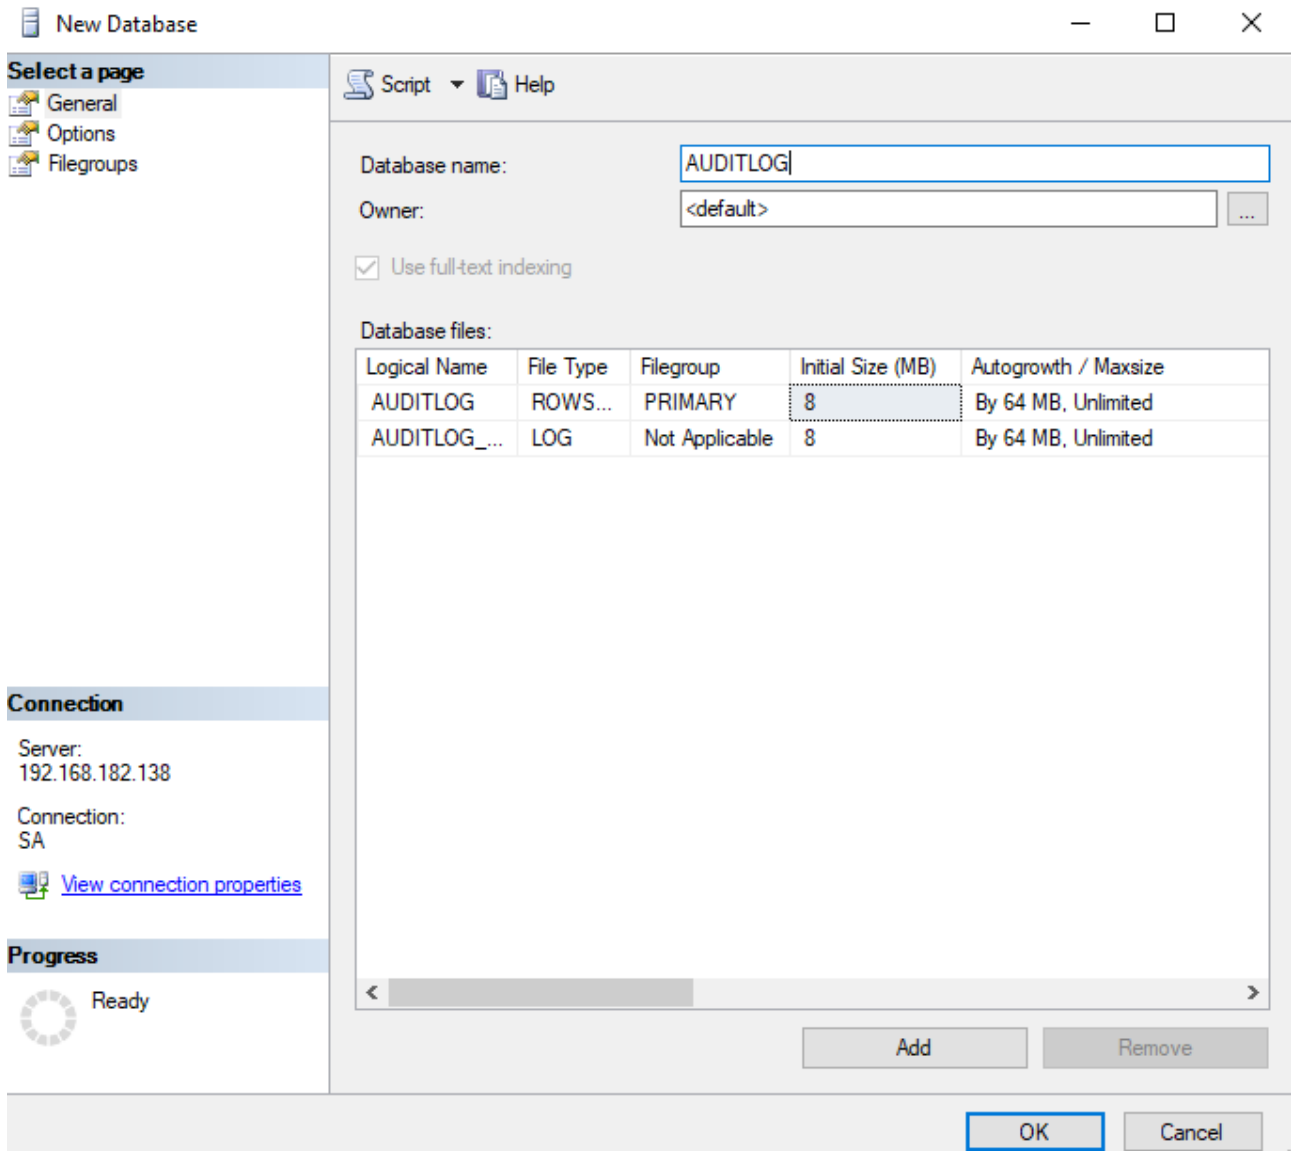 New Database
Select a page
General
Options
Filegroups
Script
Help
Database name:
AUDITLOG
Owner:
<default>
...
Use full-text indexing
Database files:
Logical Name File Type Filegroup Initial Size (MB) Autogrowth / Maxsize
AUDITLOG ROWS... PRIMARY 8 By 64 MB, Unlimited
AUDITLOG_... LOG Not Applicable 8 By 64 MB, Unlimited
Connection
Server:
192.168.182.138
Connection:
SA
View connection properties
Progress
Ready
Add
Remove
OK
Cancel